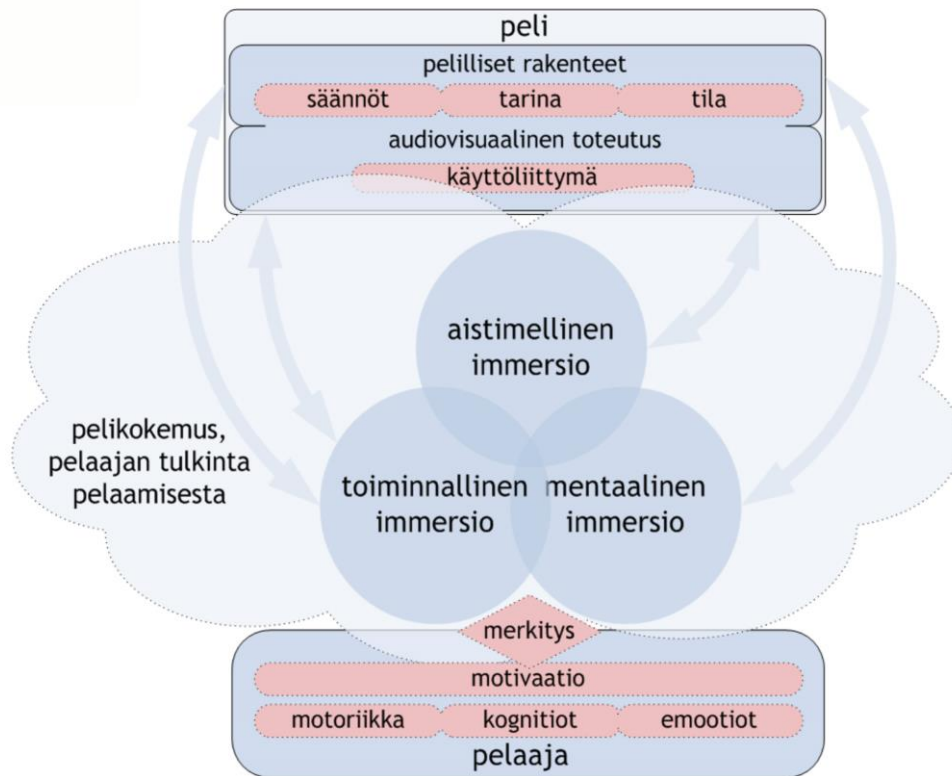 peli
pelilliset rakenteet
säännöt tarina tila
audiovisuaalinen toteutus
käyttöliittymä
aistimellinen
immersio
pelikokemus,
pelaajan tulkinta
pelaamisesta
toiminnallinen
immersio
mentaalinen
immersio
merkitys
motivaatio
motoriikka kognitiot emootiot
pelaaja